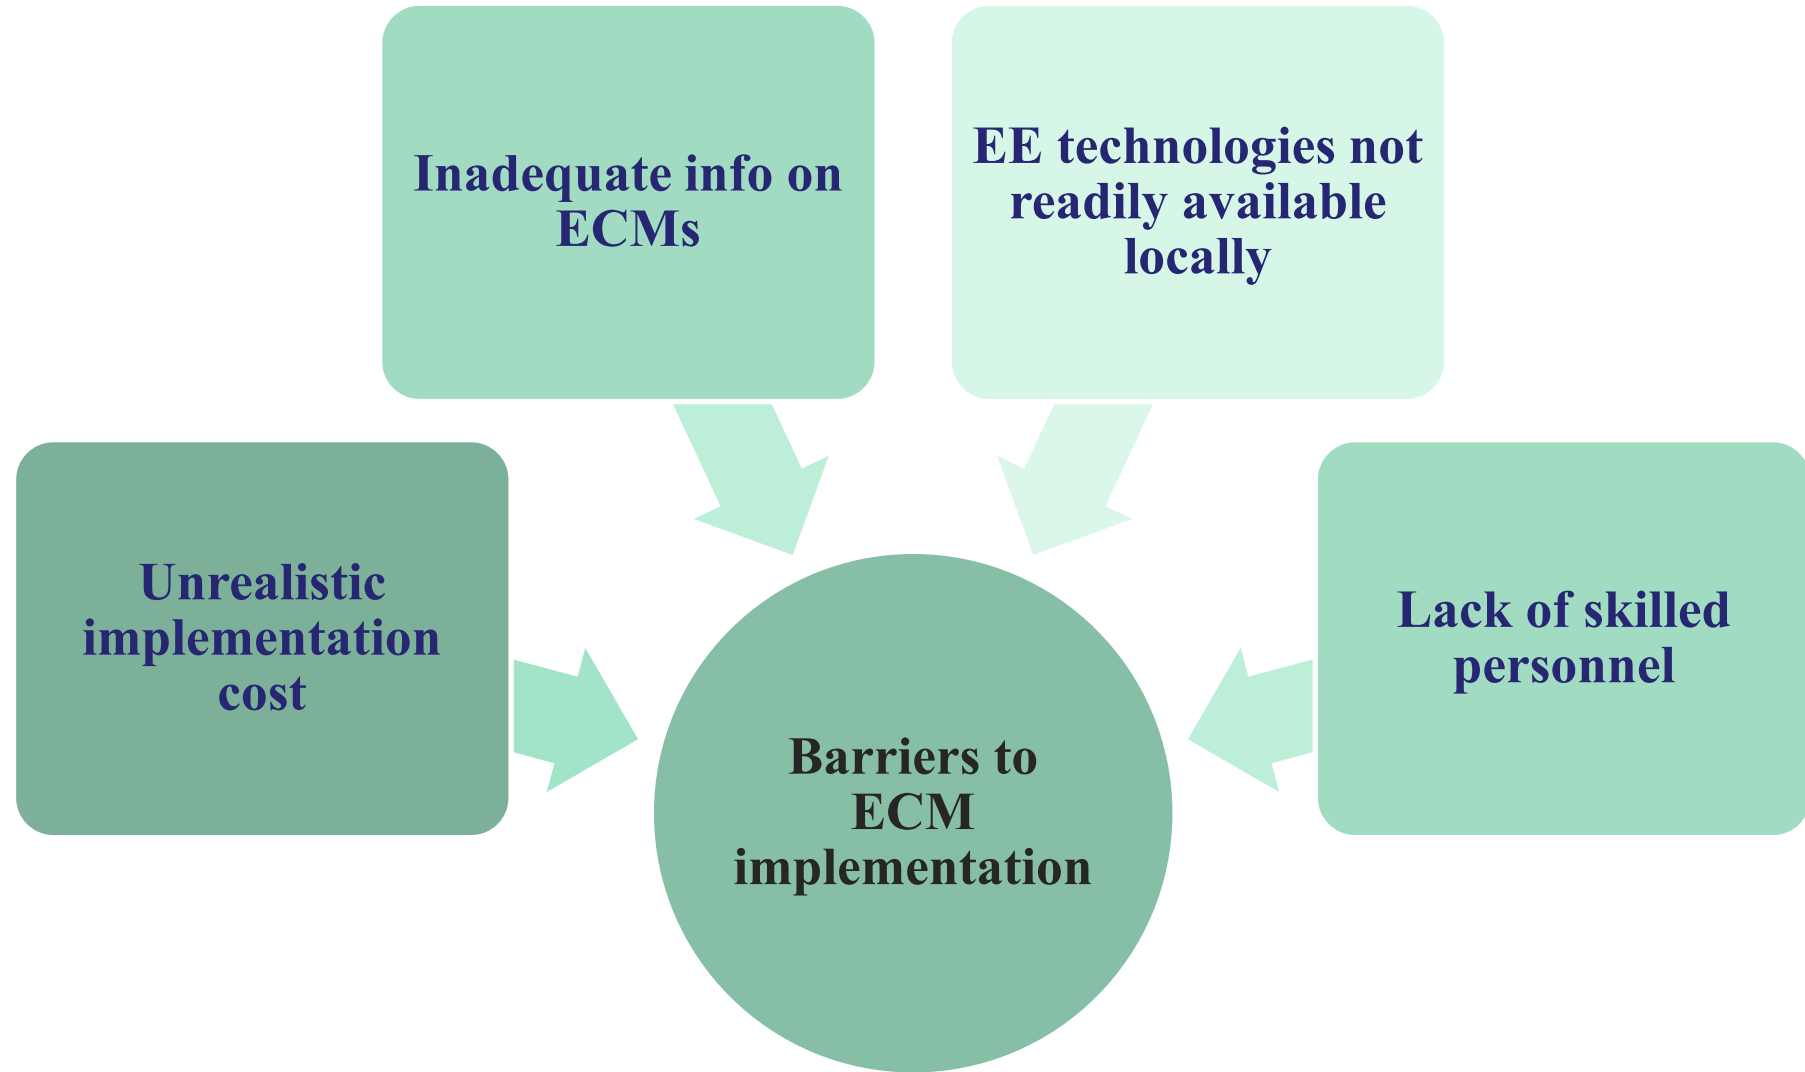 Inadequate info on
ECMs
EE technologies not
readily available
locally
Unrealistic
implementation
cost
Lack of skilled
personnel
Barriers to
ECM
implementation